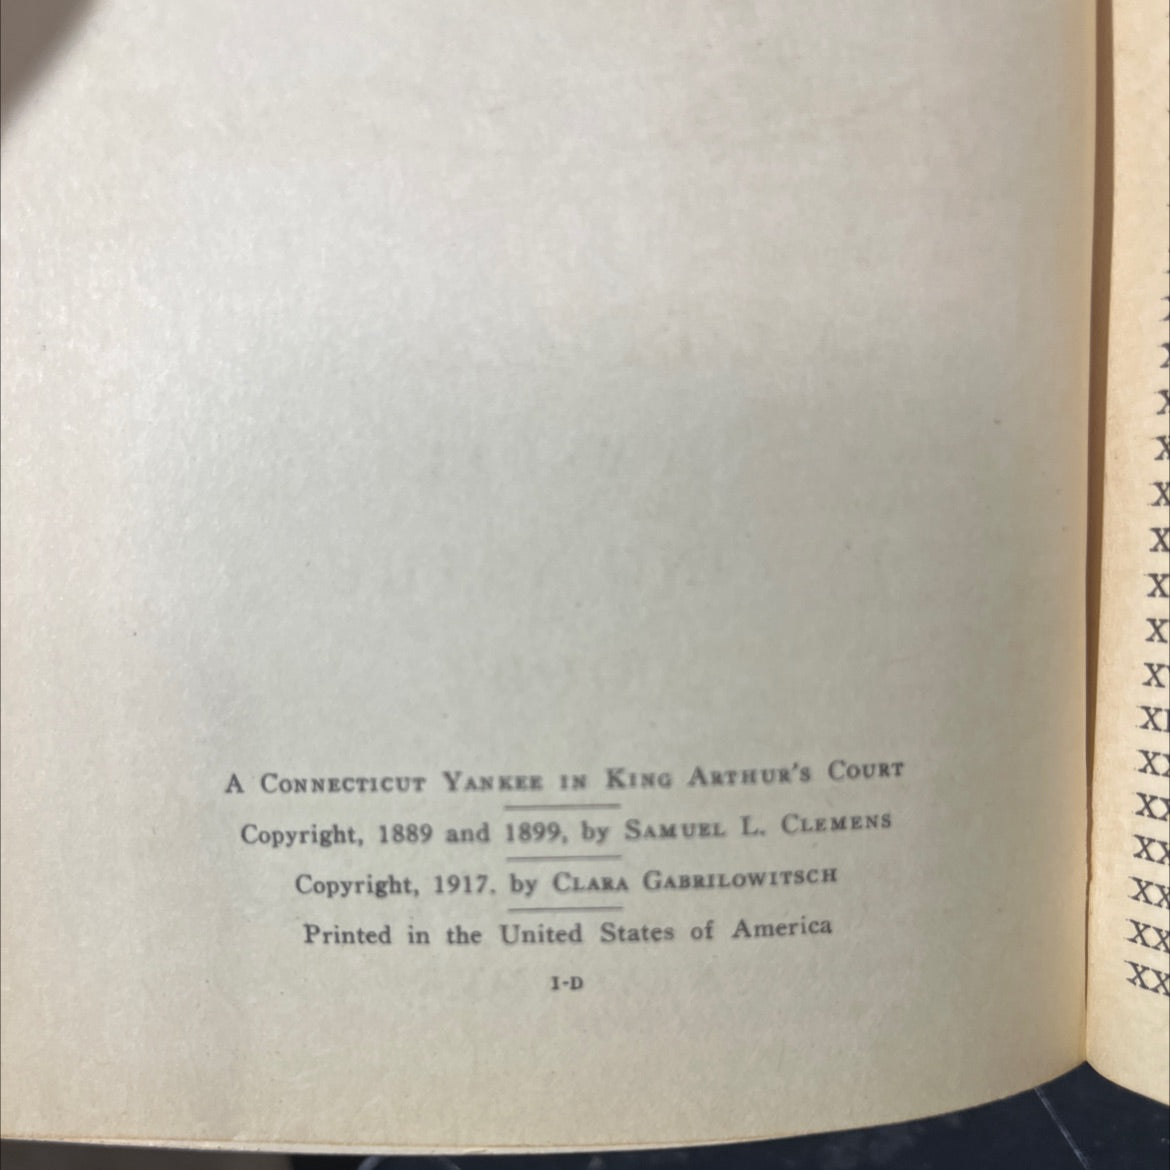 A Connecticut Yankee in King Arthur's Court
Copyright, 1889 and 1899, by Samuel L. Clemens
Copyright, 1917. by Clara Gabrilowitsch
Printed in the United States of America
I-D